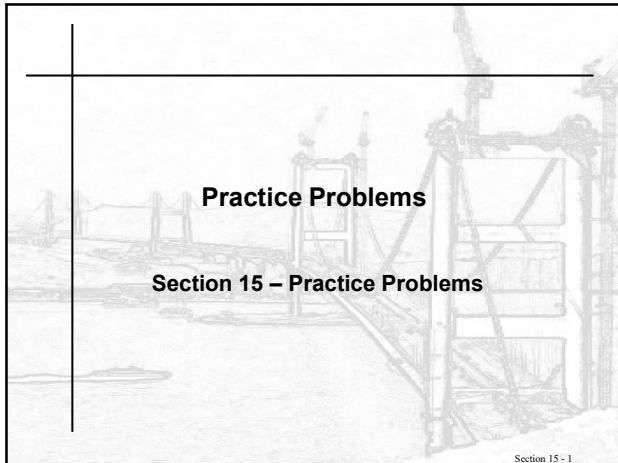 Practice Problems
Section 15 – Practice Problems
Section 15 - 1